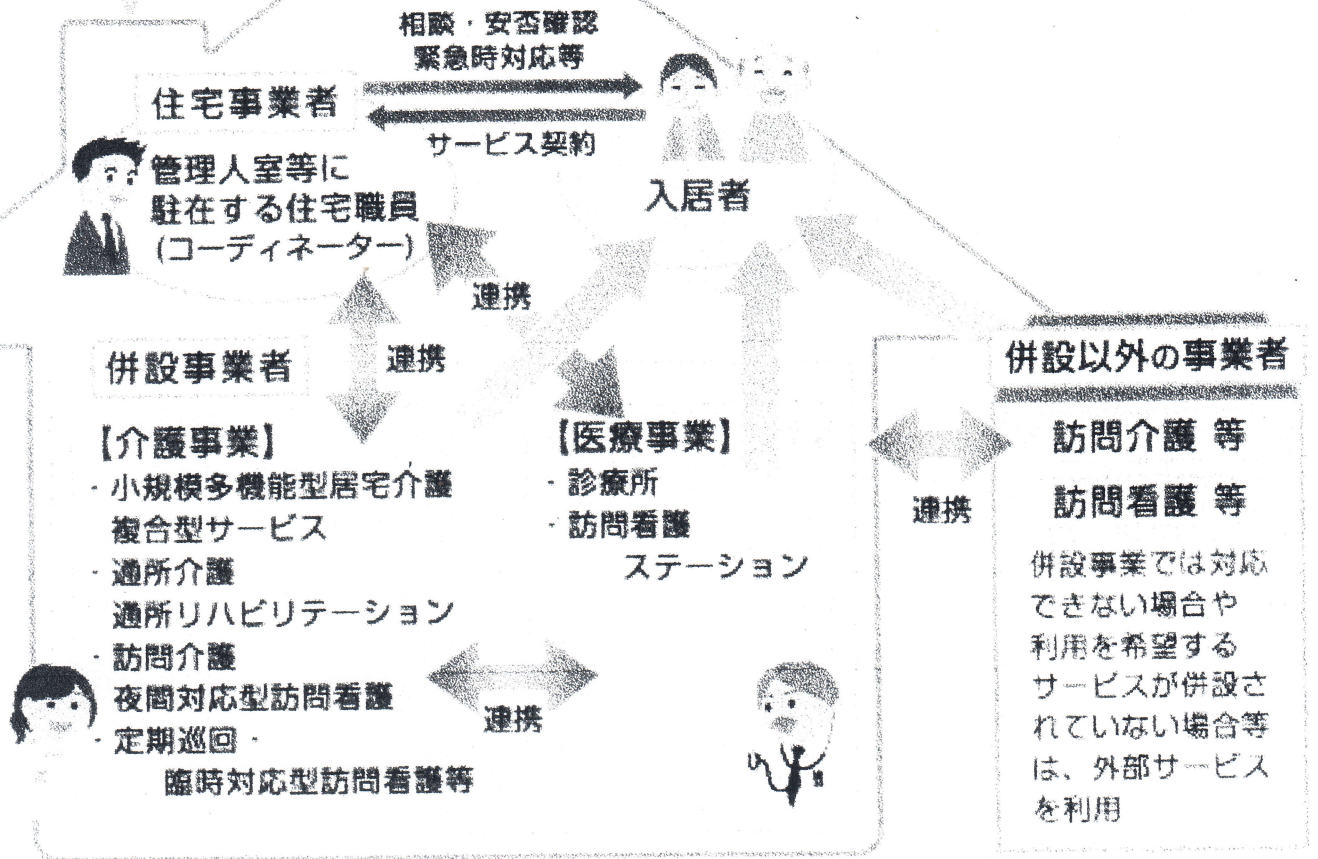 相談・安否確認
緊急時対応等
住宅事業者
サービス契約
管理人室等に
駐在する住宅職員
(コーディネーター)
入居者
連携
連携
併設事業者
【介護事業】
・小規模多機能型居宅介護
複合型サービス
・通所介護
通所リハビリテーション
・訪問介護
夜間対応型訪問看護
・定期巡回・
臨時対応型訪問看護等
【医療事業】
・診療所
・訪問看護
ステーション
連携
連携
併設以外の事業者
訪問介護 等
訪問看護 等
併設事業では対応
できない場合や
利用を希望する
サービスが併設さ
れていない場合等
は、外部サービス
を利用